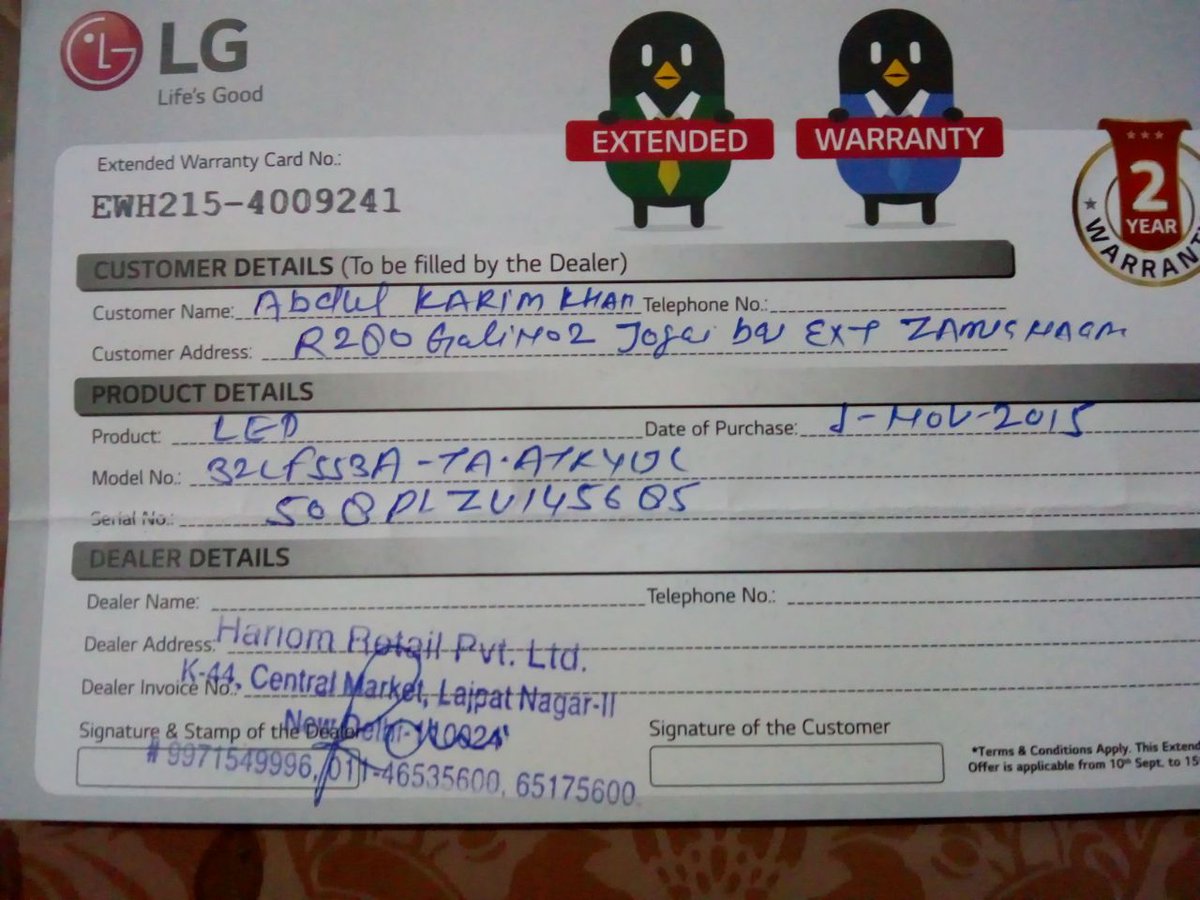 LG
Life's Good
EXTENDED WARRANTY
2 YEAR WARRANT
Extended Warranty Card No.:
EWH215-4009241
CUSTOMER DETAILS (To be filled by the Dealer)
Customer Name: Abdul KARIM KHAN Telephone No.:
Customer Address: R200 Gali No 2 Joga bai EXT
PRODUCT DETAILS
Product: LED Date of Purchase: 1-NOV-2015
Model No.: 32LF553A-TA.ATRYUJL
Serial No.:
DEALER DETAILS
Dealer Name: Telephone No.:
Dealer Address: Hariom Retail Pvt. Ltd.
Dealer Invoice No.: K-44, Central Market, Lajpat Nagar-II
Signature & Stamp of the Dealer New Delhi-110024 Signature of the Customer
# 9971549996, 011-46535600, 65175600
*Terms & Conditions Apply. This Extend
Offer is applicable from 10th Sept. to 15